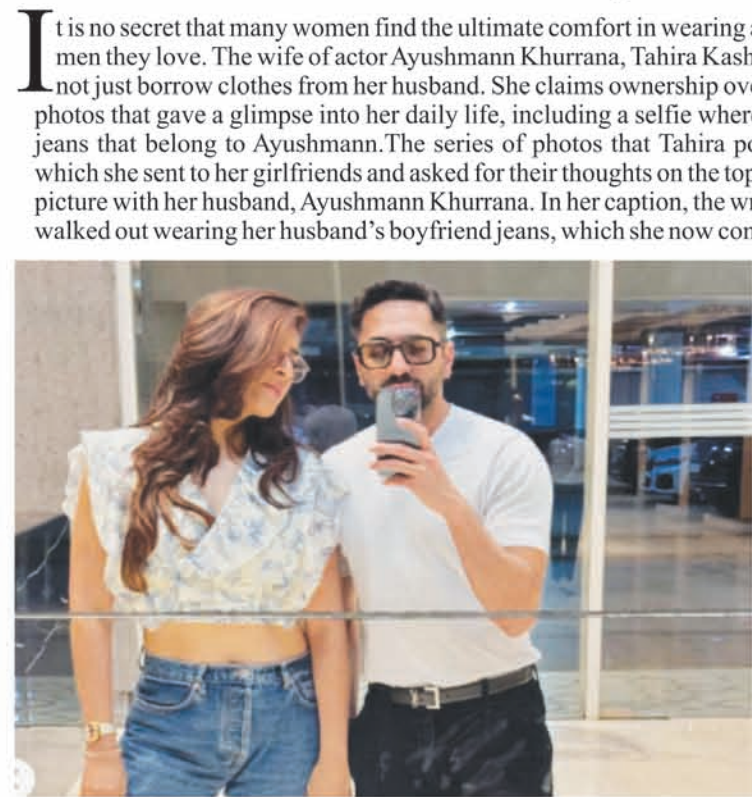 It is no secret that many women find the ultimate comfort in wearing
men they love. The wife of actor Ayushmann Khurrana, Tahira Kash
not just borrow clothes from her husband. She claims ownership ov
photos that gave a glimpse into her daily life, including a selfie wher
jeans that belong to Ayushmann.The series of photos that Tahira po
which she sent to her girlfriends and asked for their thoughts on the top
picture with her husband, Ayushmann Khurrana. In her caption, the wr
walked out wearing her husband's boyfriend jeans, which she now con